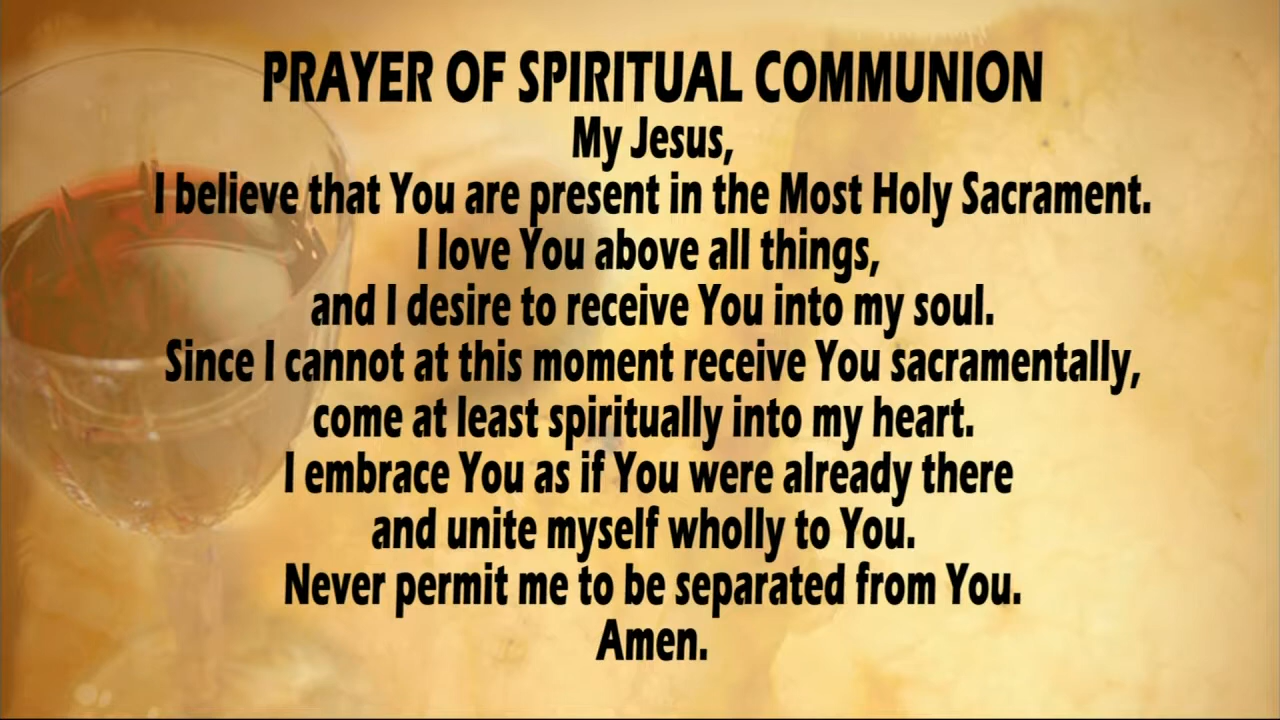 PRAYER OF SPIRITUAL COMMUNION
My Jesus,
I believe that You are present in the Most Holy Sacrament.
I love You above all things,
and I desire to receive You into my soul.
Since I cannot at this moment receive You sacramentally,
come at least spiritually into my heart.
I embrace You as if You were already there
and unite myself wholly to You.
Never permit me to be separated from You.
Amen.